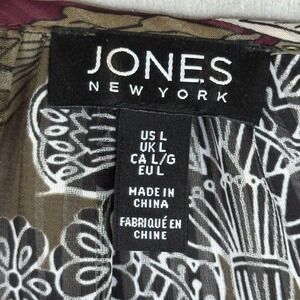 JONES
NEW YORK
US L
UK L
CA L/G
EU L
MADE IN
CHINA
FABRIQUÉ EN
CHINE